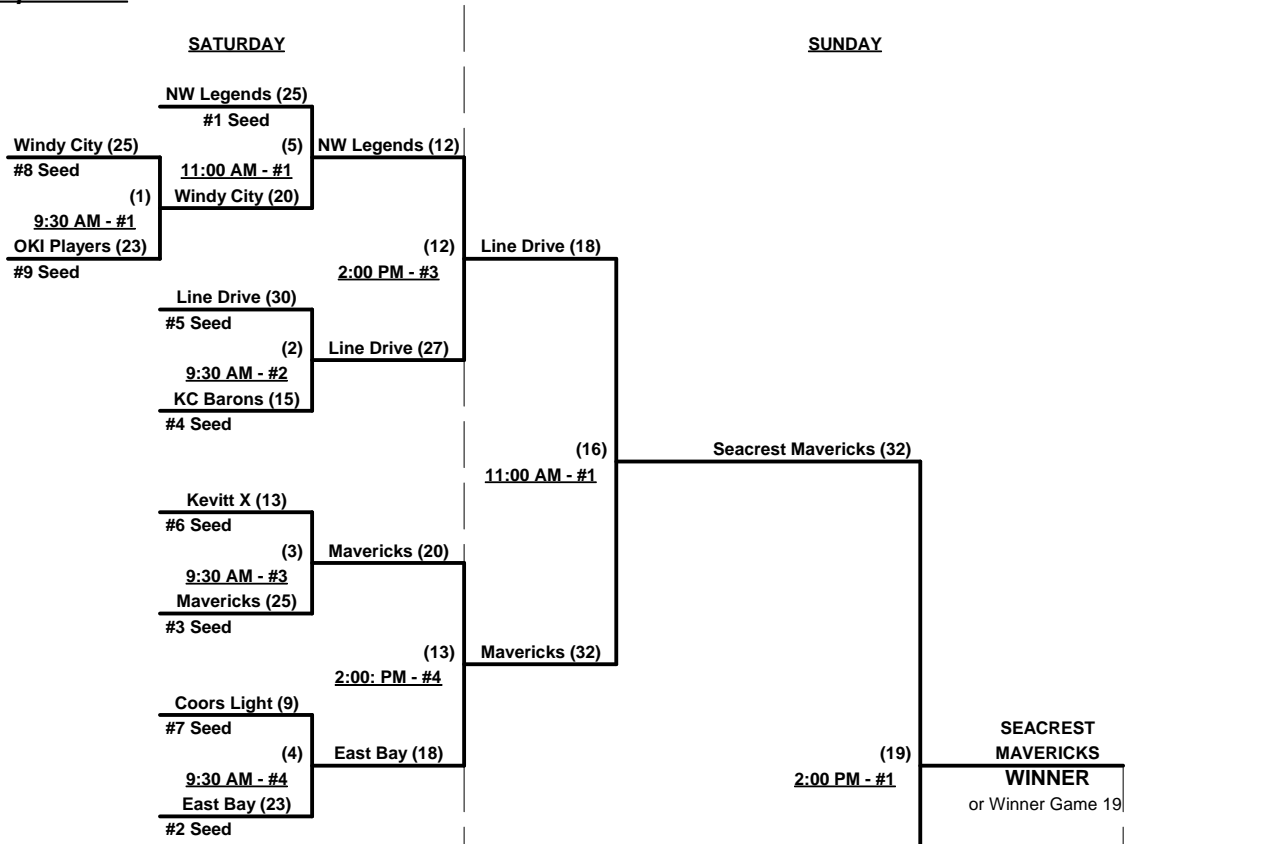 SATURDAY
SUNDAY
NW Legends (25)
#1 Seed
Windy City (25)
(5)
NW Legends (12)
#8 Seed
11:00 AM - #1
(1)
Windy City (20)
9:30 AM - #1
OKI Players (23)
(12)
Line Drive (18)
#9 Seed
2:00 PM - #3
Line Drive (30)
#5 Seed
(2)
Line Drive (27)
9:30 AM - #2
KC Barons (15)
#4 Seed
(16)
Seacrest Mavericks (32)
11:00 AM - #1
Kevitt X (13)
#6 Seed
(3)
Mavericks (20)
9:30 AM - #3
Mavericks (25)
#3 Seed
(13)
Mavericks (32)
2:00: PM - #4
Coors Light (9)
#7 Seed
SEACREST
(4)
East Bay (18)
(19)
MAVERICKS
9:30 AM - #4
2:00 PM - #1
WINNER
East Bay (23)
or Winner Game 19
#2 Seed